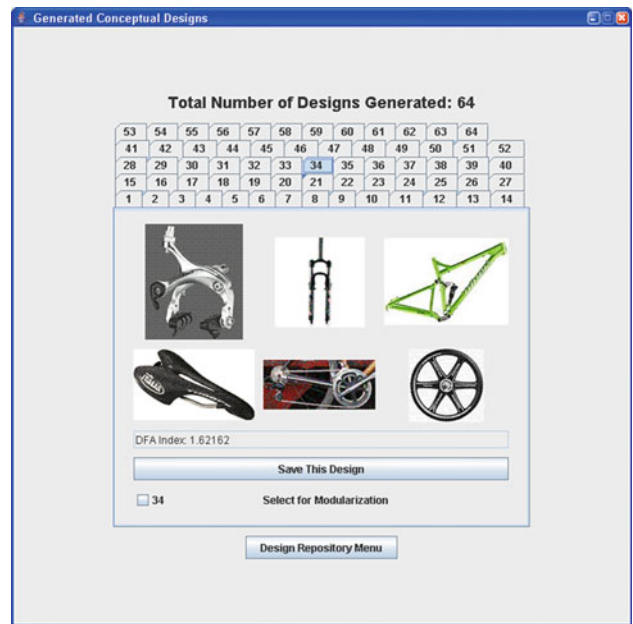 Generated Conceptual Designs
Total Number of Designs Generated: 64
53 54 55 56 57 58 59 60 61 62 63 64
41 42 43 44 45 46 47 48 49 50 51 52
28 29 30 31 32 33 34 35 36 37 38 39 40
15 16 17 18 19 20 21 22 23 24 25 26 27
1 2 3 4 5 6 7 8 9 10 11 12 13 14
DFA Index: 1.62162
Save This Design
34 Select for Modularization
Design Repository Menu